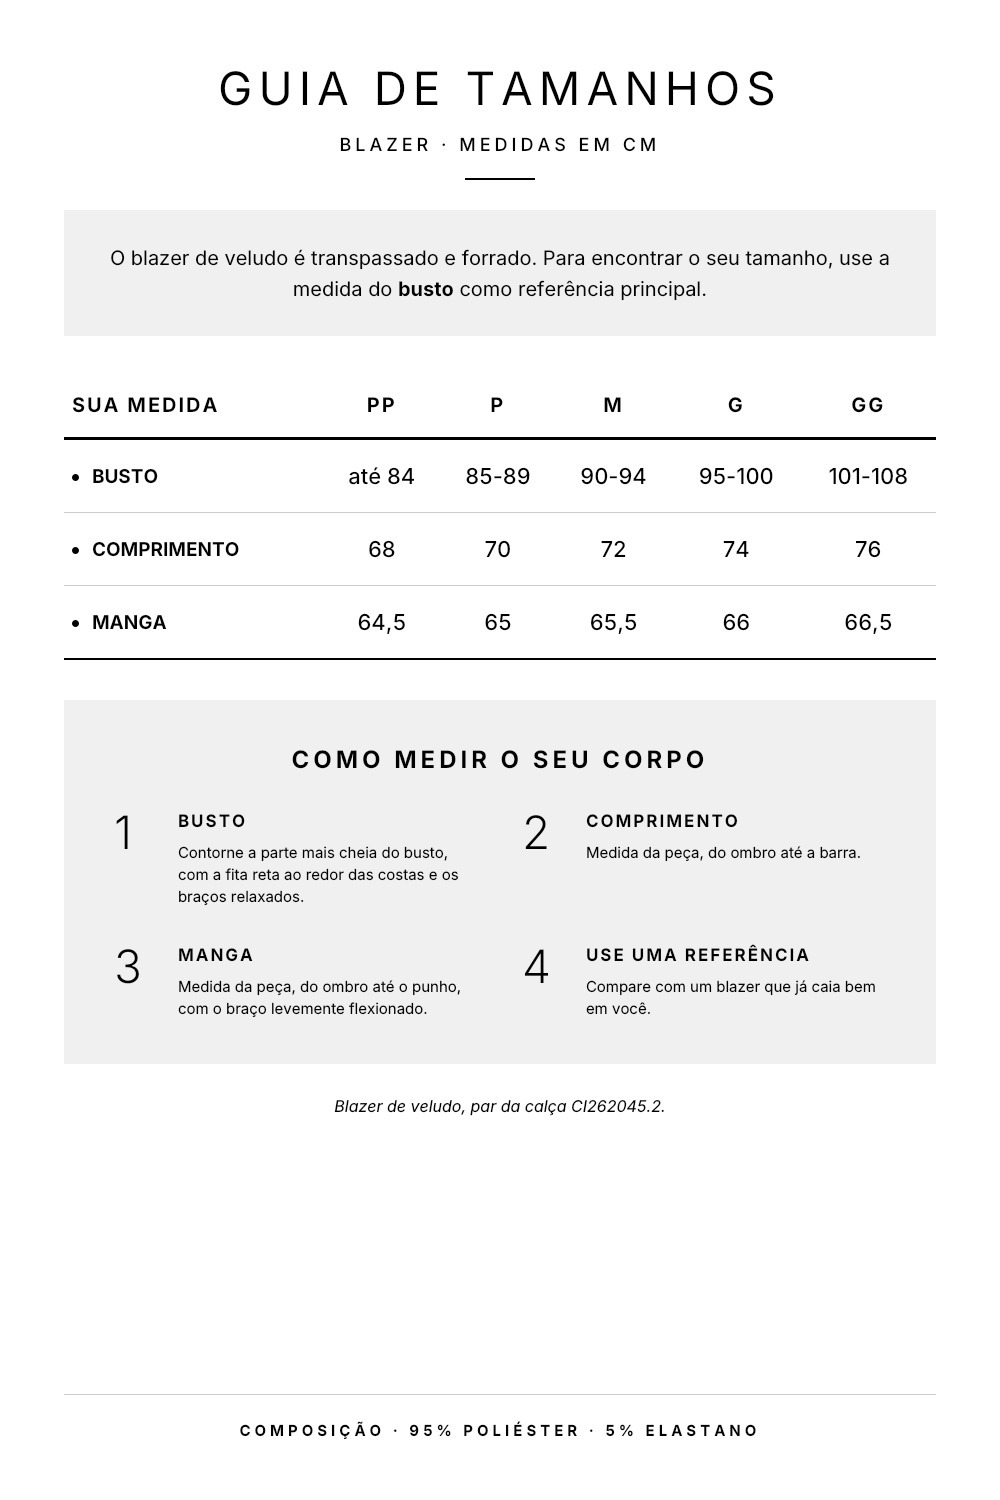 GUIA DE TAMANHOS
BLAZER · MEDIDAS EM CM
O blazer de veludo é transpassado e forrado. Para encontrar o seu tamanho, use a
medida do busto como referência principal.
SUA MEDIDA PP P M G GG
• BUSTO até 84 85-89 90-94 95-100 101-108
• COMPRIMENTO 68 70 72 74 76
• MANGA 64,5 65 65,5 66 66,5
COMO MEDIR O SEU CORPO
1 BUSTO
Contorne a parte mais cheia do busto,
com a fita reta ao redor das costas e os
braços relaxados.
2 COMPRIMENTO
Medida da peça, do ombro até a barra.
3 MANGA
Medida da peça, do ombro até o punho,
com o braço levemente flexionado.
4 USE UMA REFERÊNCIA
Compare com um blazer que já caia bem
em você.
Blazer de veludo, par da calça CI262045.2.
COMPOSIÇÃO · 95% POLIÉSTER · 5% ELASTANO